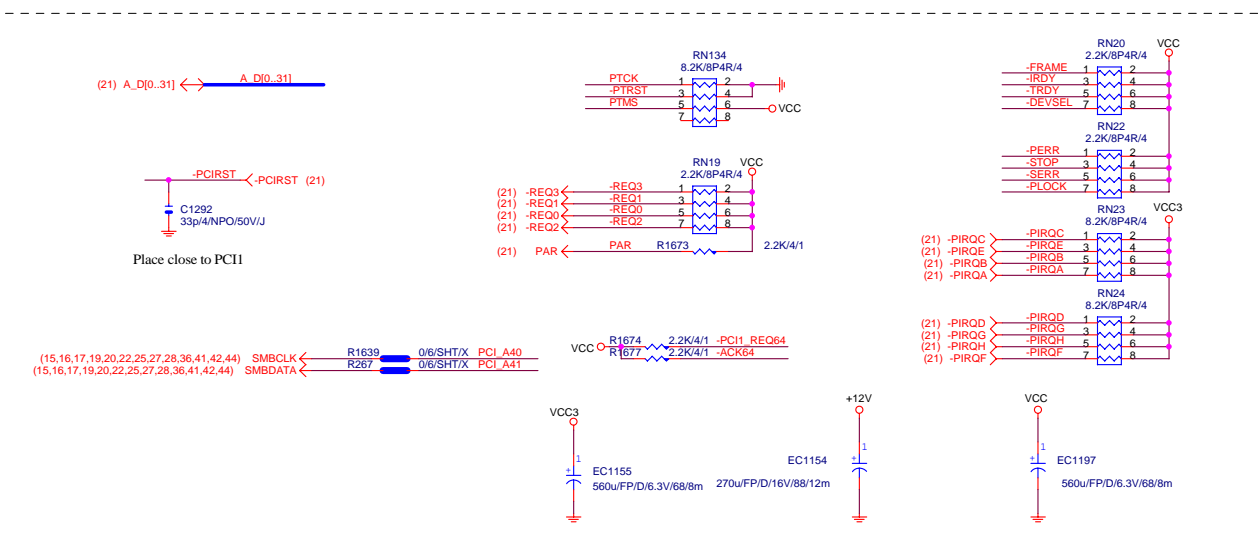 (21) A_D[0..31] A_D[0..31]
-PCIRST -PCIRST (21)
C1292
33p/4/NPO/50V/J
Place close to PCI1
(15,16,17,19,20,22,25,27,28,36,41,42,44) SMBCLK R1639 0/6/SHT/X PCI_A40
(15,16,17,19,20,22,25,27,28,36,41,42,44) SMBDATA R267 0/6/SHT/X PCI_A41
RN134
8.2K/8P4R/4
PTCK 1 2
-PTRST 3 4
PTMS 5 6 VCC
7 8
RN19 VCC
2.2K/8P4R/4
(21) -REQ3 -REQ3 1 2
(21) -REQ1 -REQ1 3 4
(21) -REQ0 -REQ0 5 6
(21) -REQ2 -REQ2 7 8
(21) PAR PAR R1673 2.2K/4/1
VCC R1674 2.2K/4/1 -PCI1_REQ64
R1677 2.2K/4/1 -ACK64
RN20 VCC
2.2K/8P4R/4
-FRAME 1 2
-IRDY 3 4
-TRDY 5 6
-DEVSEL 7 8
RN22
2.2K/8P4R/4
-PERR 1 2
-STOP 3 4
-SERR 5 6
-PLOCK 7 8
RN23 VCC3
8.2K/8P4R/4
(21) -PIRQC -PIRQC 1 2
(21) -PIRQE -PIRQE 3 4
(21) -PIRQB -PIRQB 5 6
(21) -PIRQA -PIRQA 7 8
RN24
8.2K/8P4R/4
(21) -PIRQD -PIRQD 1 2
(21) -PIRQG -PIRQG 3 4
(21) -PIRQH -PIRQH 5 6
(21) -PIRQF -PIRQF 7 8
VCC3
1
+
EC1155
560u/FP/D/6.3V/68/8m
+12V
1
+
EC1154
270u/FP/D/16V/88/12m
VCC
1
+
EC1197
560u/FP/D/6.3V/68/8m